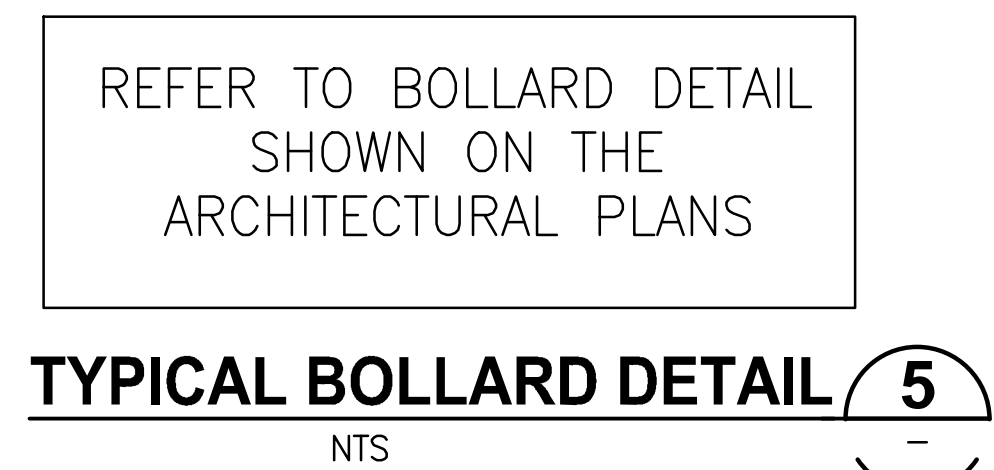 REFER TO BOLLARD DETAIL
SHOWN ON THE
ARCHITECTURAL PLANS
TYPICAL BOLLARD DETAIL 5
NTS -